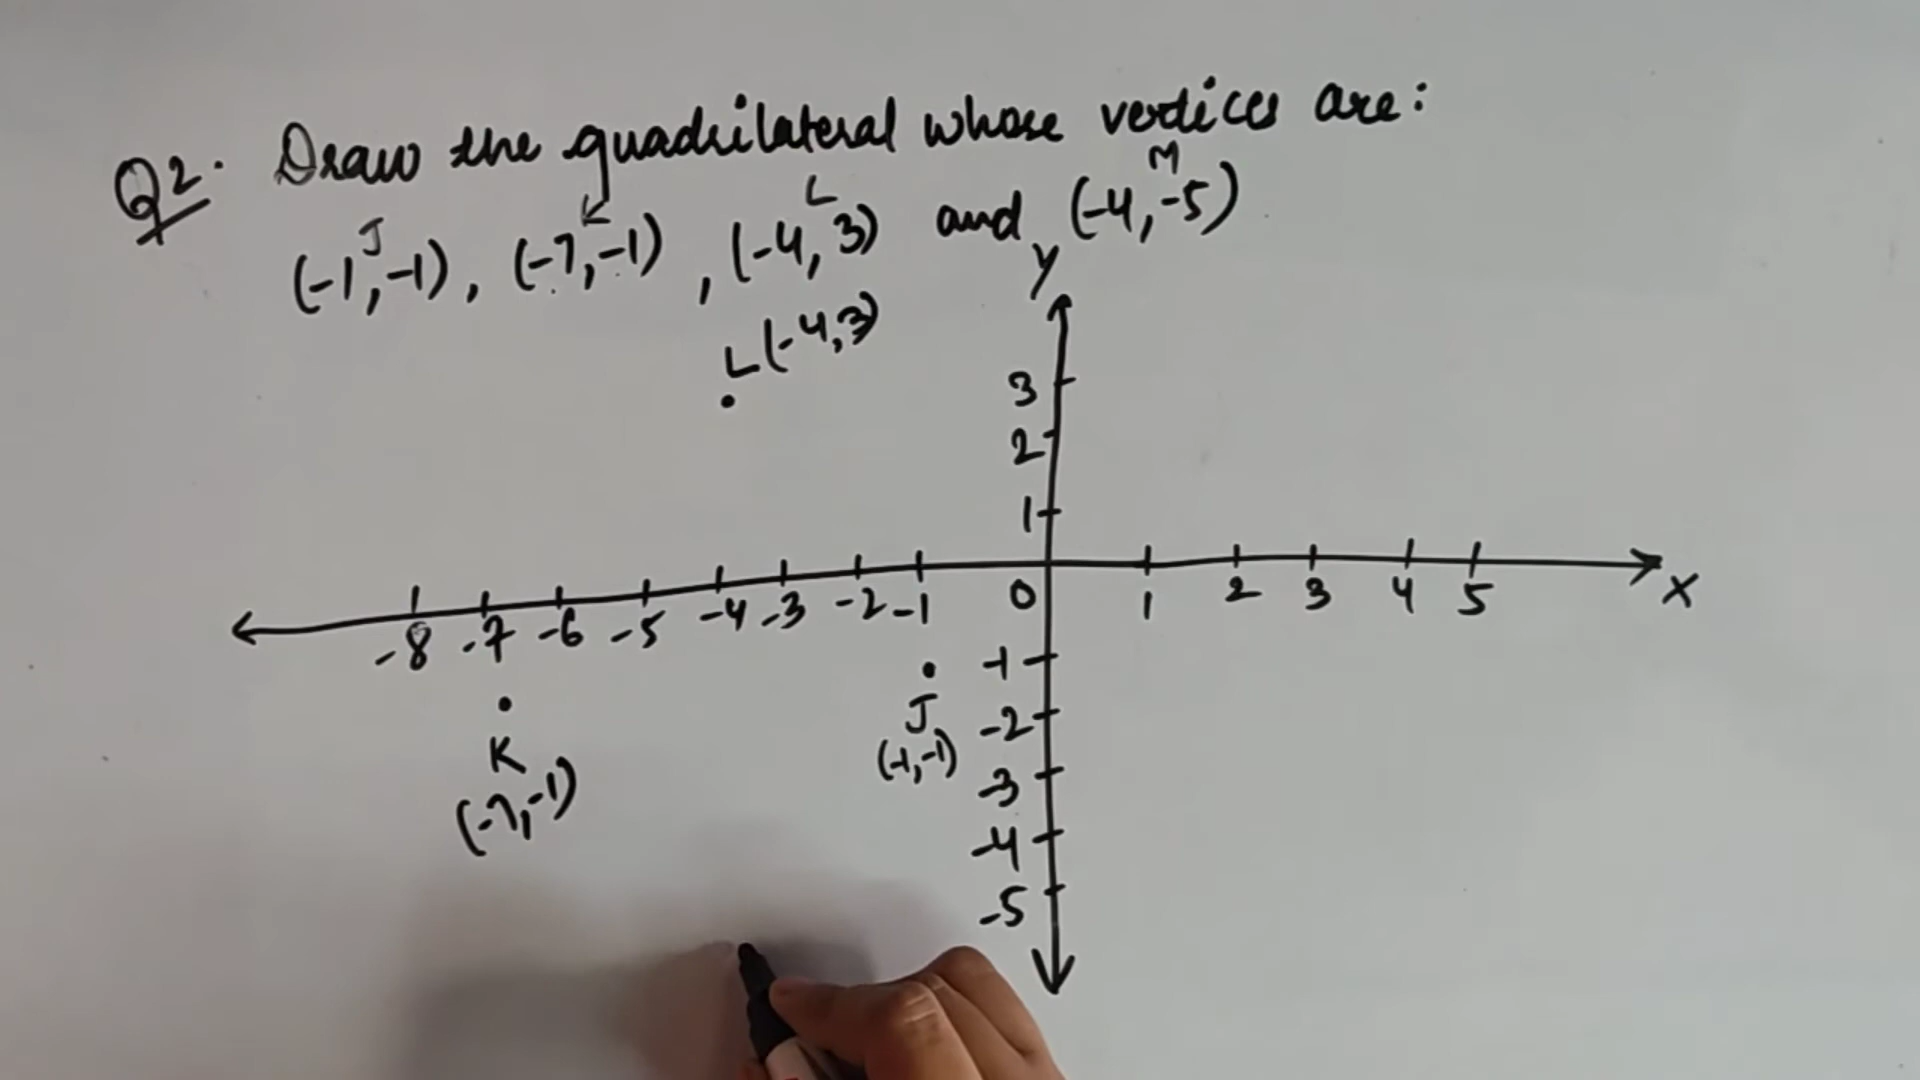 Q2. Draw the quadrilateral whose vertices are:
J K L M
(-1,-1), (-7,-1), (-4,3) and (-4,-5)
Y
L(-4,3)
3
2
1
-8 -7 -6 -5 -4 -3 -2 -1 0 1 2 3 4 5 X
-1
J
(-1,-1)
-2
K
(-7,-1)
-3
-4
-5